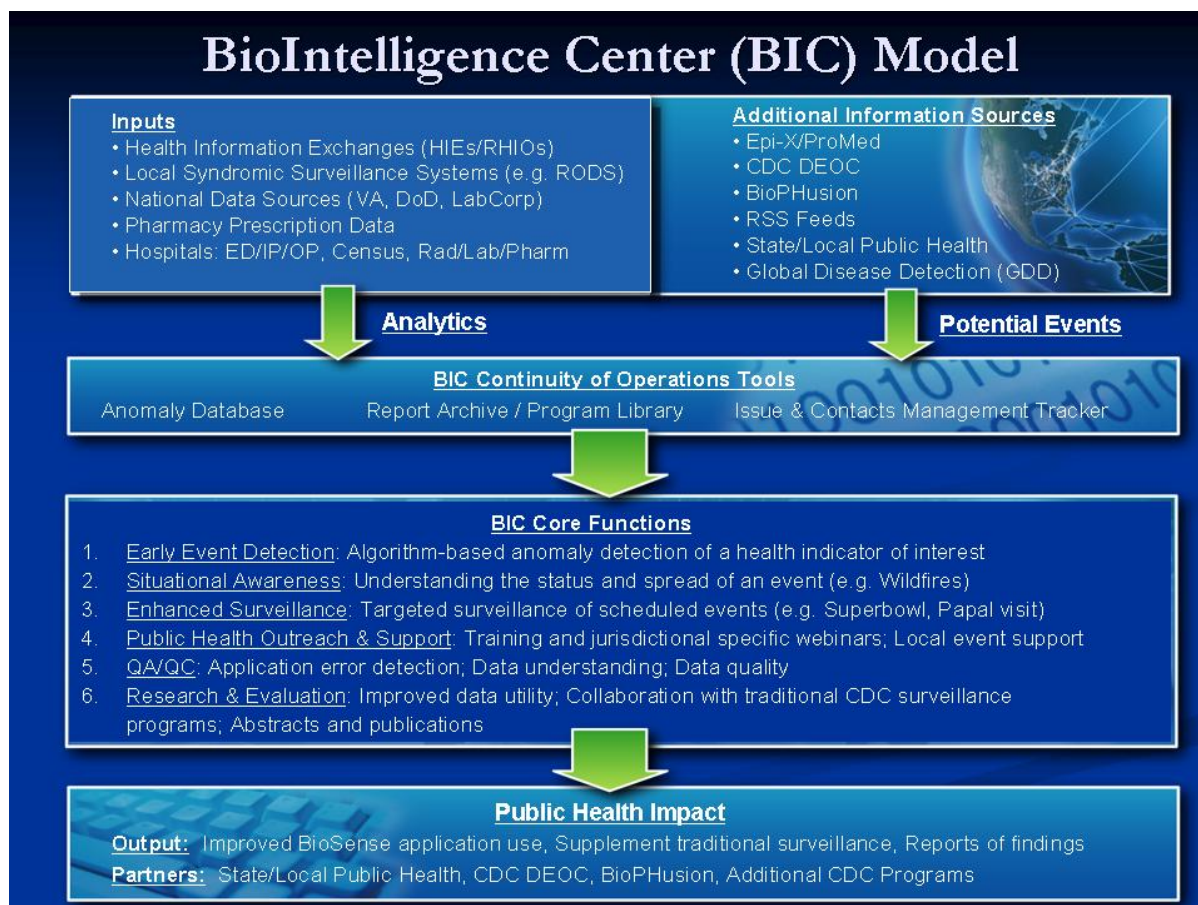 BioIntelligence Center (BIC) Model
Inputs
• Health Information Exchanges (HIEs/RHIOs)
• Local Syndromic Surveillance Systems (e.g. RODS)
• National Data Sources (VA, DoD, LabCorp)
• Pharmacy Prescription Data
• Hospitals: ED/IP/OP, Census, Rad/Lab/Pharm
Additional Information Sources
• Epi-X/ProMed
• CDC DEOC
• BioPHusion
• RSS Feeds
• State/Local Public Health
• Global Disease Detection (GDD)
Analytics
Potential Events
BIC Continuity of Operations Tools
Anomaly Database Report Archive / Program Library Issue & Contacts Management Tracker
BIC Core Functions
1. Early Event Detection: Algorithm-based anomaly detection of a health indicator of interest
2. Situational Awareness: Understanding the status and spread of an event (e.g. Wildfires)
3. Enhanced Surveillance: Targeted surveillance of scheduled events (e.g. Superbowl, Papal visit)
4. Public Health Outreach & Support: Training and jurisdictional specific webinars; Local event support
5. QA/QC: Application error detection; Data understanding; Data quality
6. Research & Evaluation: Improved data utility; Collaboration with traditional CDC surveillance
programs; Abstracts and publications
Public Health Impact
Output: Improved BioSense application use, Supplement traditional surveillance, Reports of findings
Partners: State/Local Public Health, CDC DEOC, BioPHusion, Additional CDC Programs